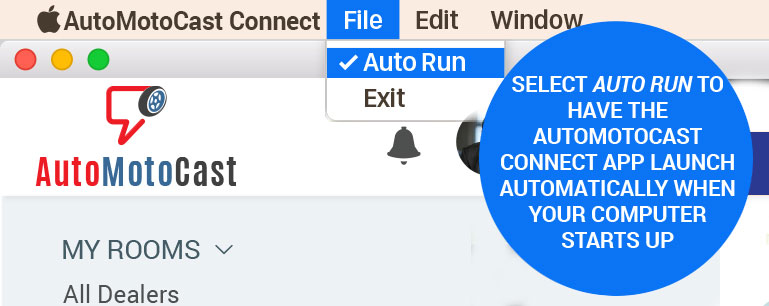 AutoMotoCast Connect File Edit Window
Auto Run
Exit
SELECT AUTO RUN TO
HAVE THE
AUTOMOTOCAST
CONNECT APP LAUNCH
AUTOMATICALLY WHEN
YOUR COMPUTER
STARTS UP
AutoMotoCast
MY ROOMS
All Dealers